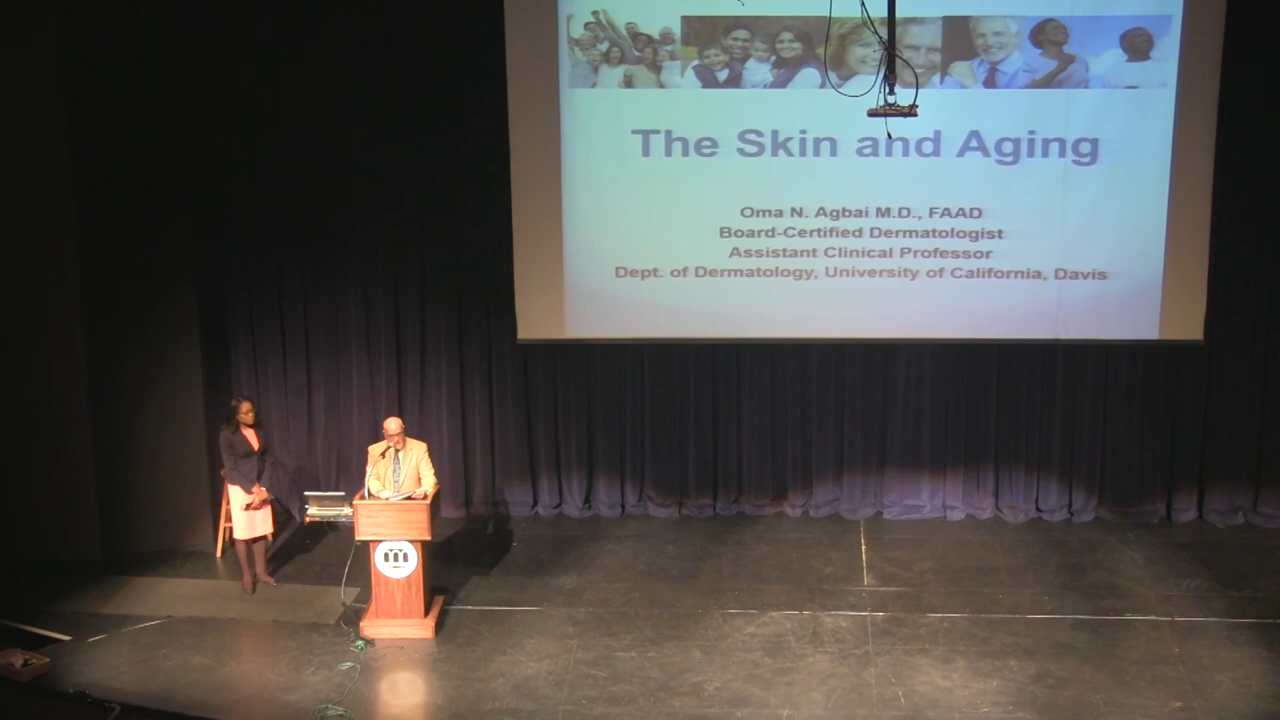 The Skin and Aging
Oma N. Agbai M.D., FAAD
Board-Certified Dermatologist
Assistant Clinical Professor
Dept. of Dermatology, University of California, Davis